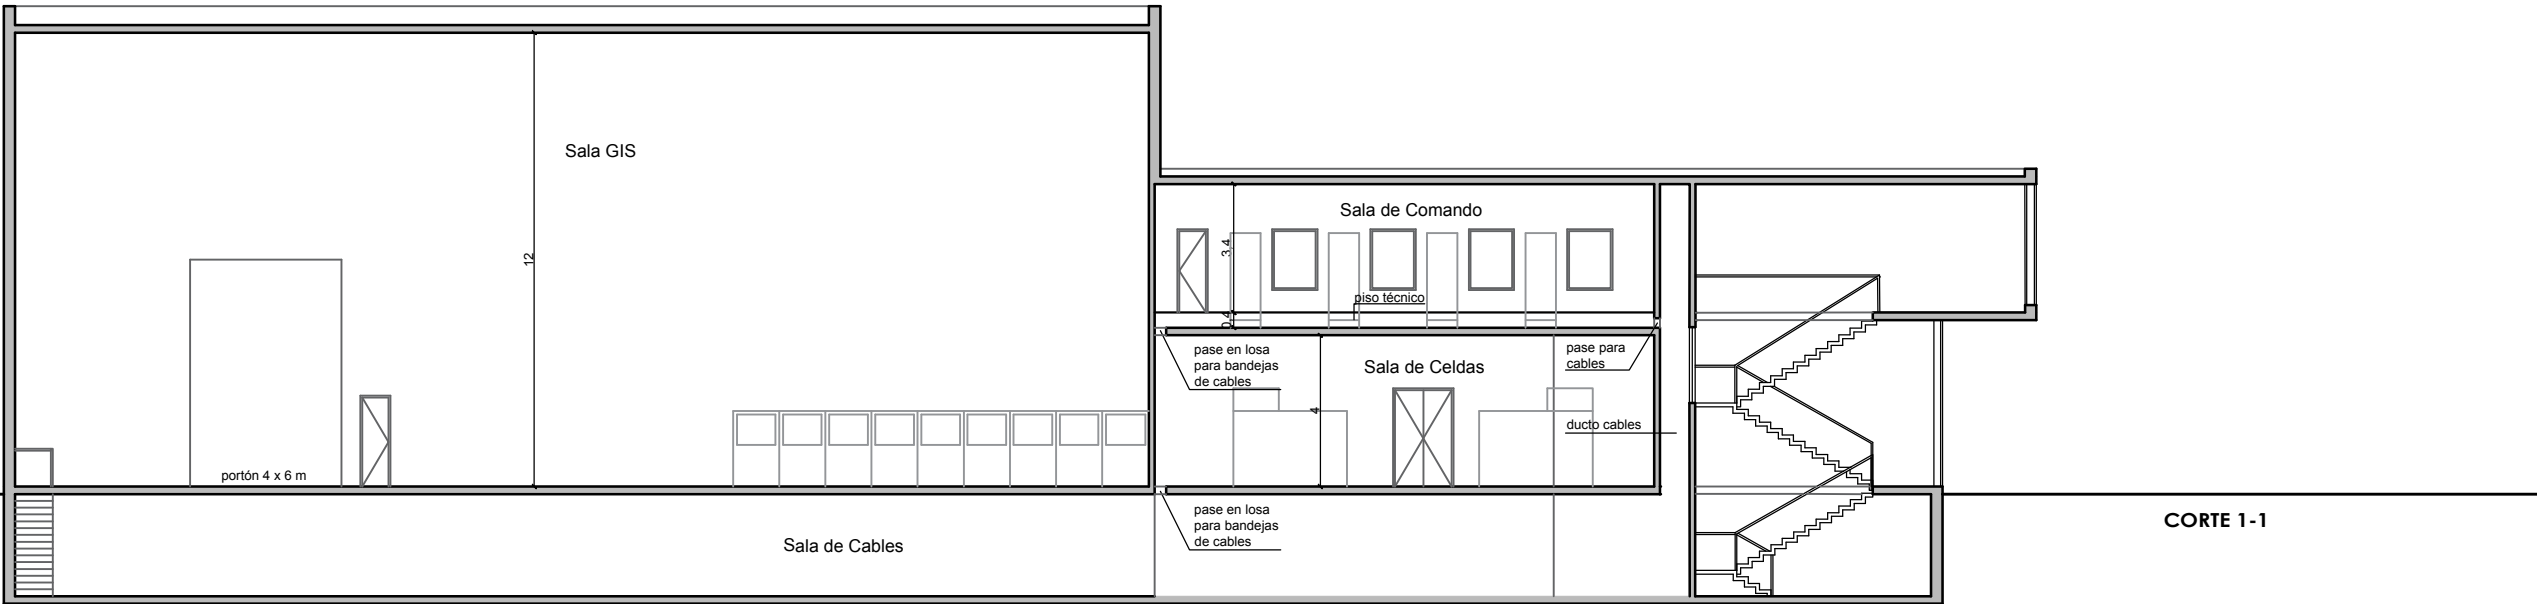 Sala GIS
12
portón 4 x 6 m
Sala de Comando
3.4
piso técnico
0.4
pase en losa
para bandejas
de cables
Sala de Celdas
pase para
cables
4
ducto cables
pase en losa
para bandejas
de cables
Sala de Cables
CORTE 1-1